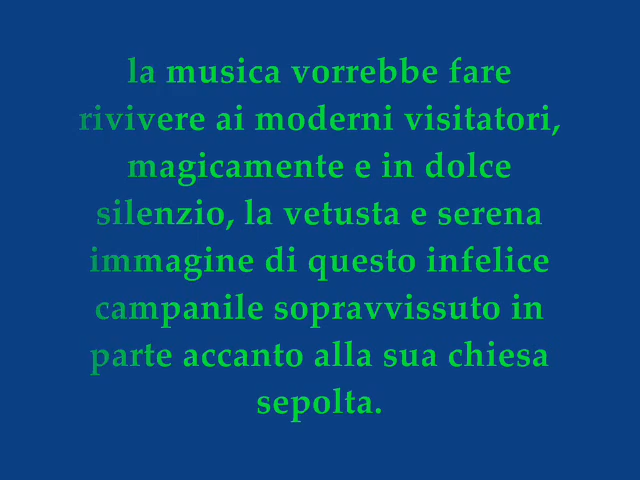 la musica vorrebbe fare
rivivere ai moderni visitatori,
magicamente e in dolce
silenzio, la vetusta e serena
immagine di questo infelice
campanile sopravvissuto in
parte accanto alla sua chiesa
sepolta.